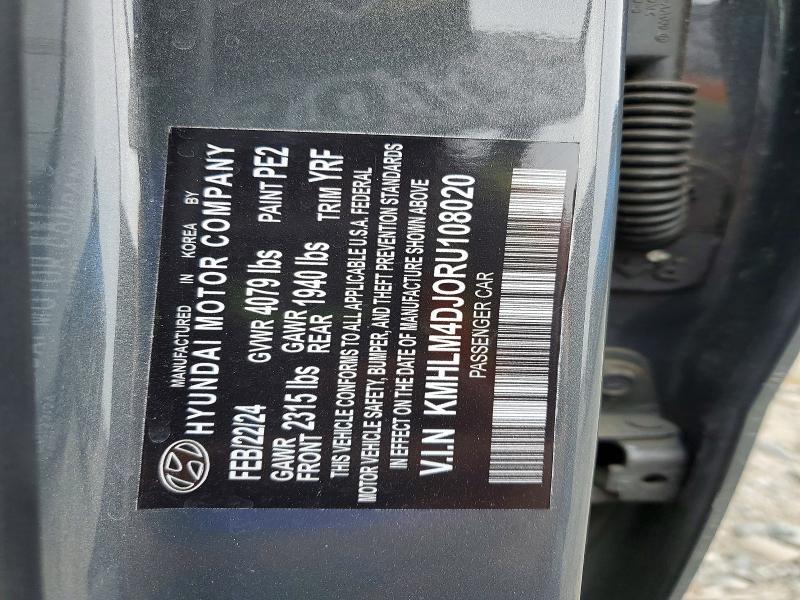 MANUFACTURED IN KOREA BY
HYUNDAI MOTOR COMPANY
FEB/22/24 GVWR 4079 lbs PAINT PE2
GAWR FRONT 2315 lbs GAWR REAR 1940 lbs TRIM YRF
THIS VEHICLE CONFORMS TO ALL APPLICABLE U.S.A. FEDERAL
MOTOR VEHICLE SAFETY, BUMPER, AND THEFT PREVENTION STANDARDS
IN EFFECT ON THE DATE OF MANUFACTURE SHOWN ABOVE
V.I.N KMHLM4DJ0RU108020
PASSENGER CAR